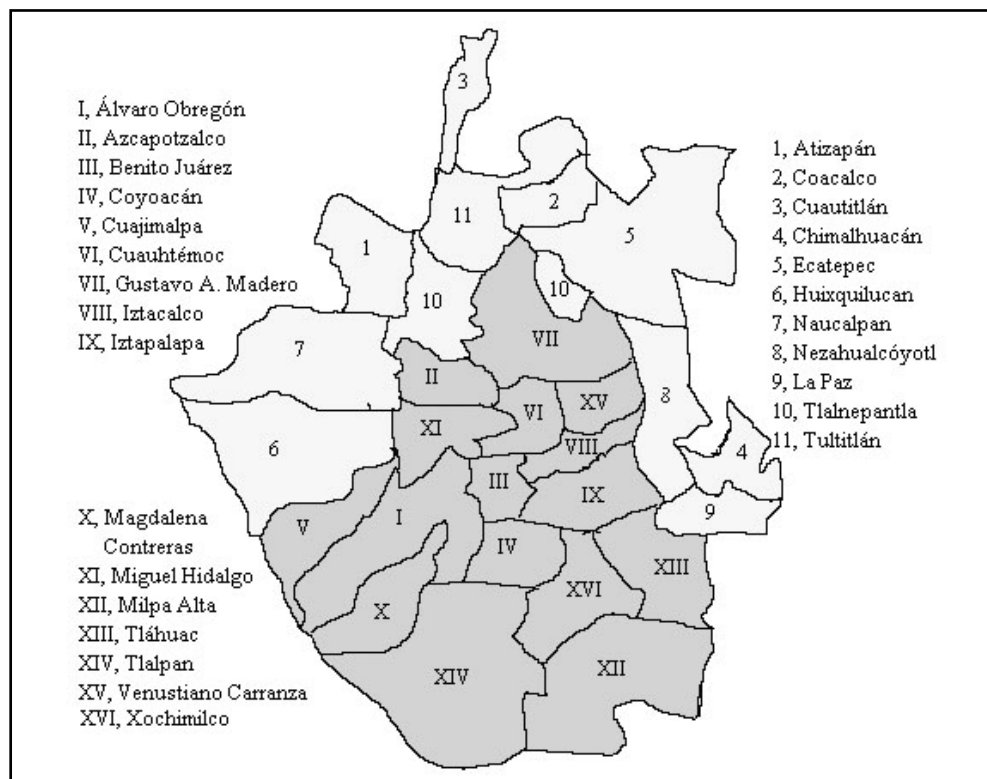 I, Álvaro Obregón
II, Azcapotzalco
III, Benito Juárez
IV, Coyoacán
V, Cuajimalpa
VI, Cuauhtémoc
VII, Gustavo A. Madero
VIII, Iztacalco
IX, Iztapalapa
X, Magdalena
Contreras
XI, Miguel Hidalgo
XII, Milpa Alta
XIII, Tláhuac
XIV, Tlalpan
XV, Venustiano Carranza
XVI, Xochimilco
1, Atizapán
2, Coacalco
3, Cuautitlán
4, Chimalhuacán
5, Ecatepec
6, Huixquilucan
7, Naucalpan
8, Nezahualcóyotl
9, La Paz
10, Tlalnepantla
11, Tultitlán
3
2
11
1
5
10
10
VII
7
II
VI
XV
8
XI
6
VIII
4
III
IX
9
V
I
IV
XIII
XVI
X
XIV
XII